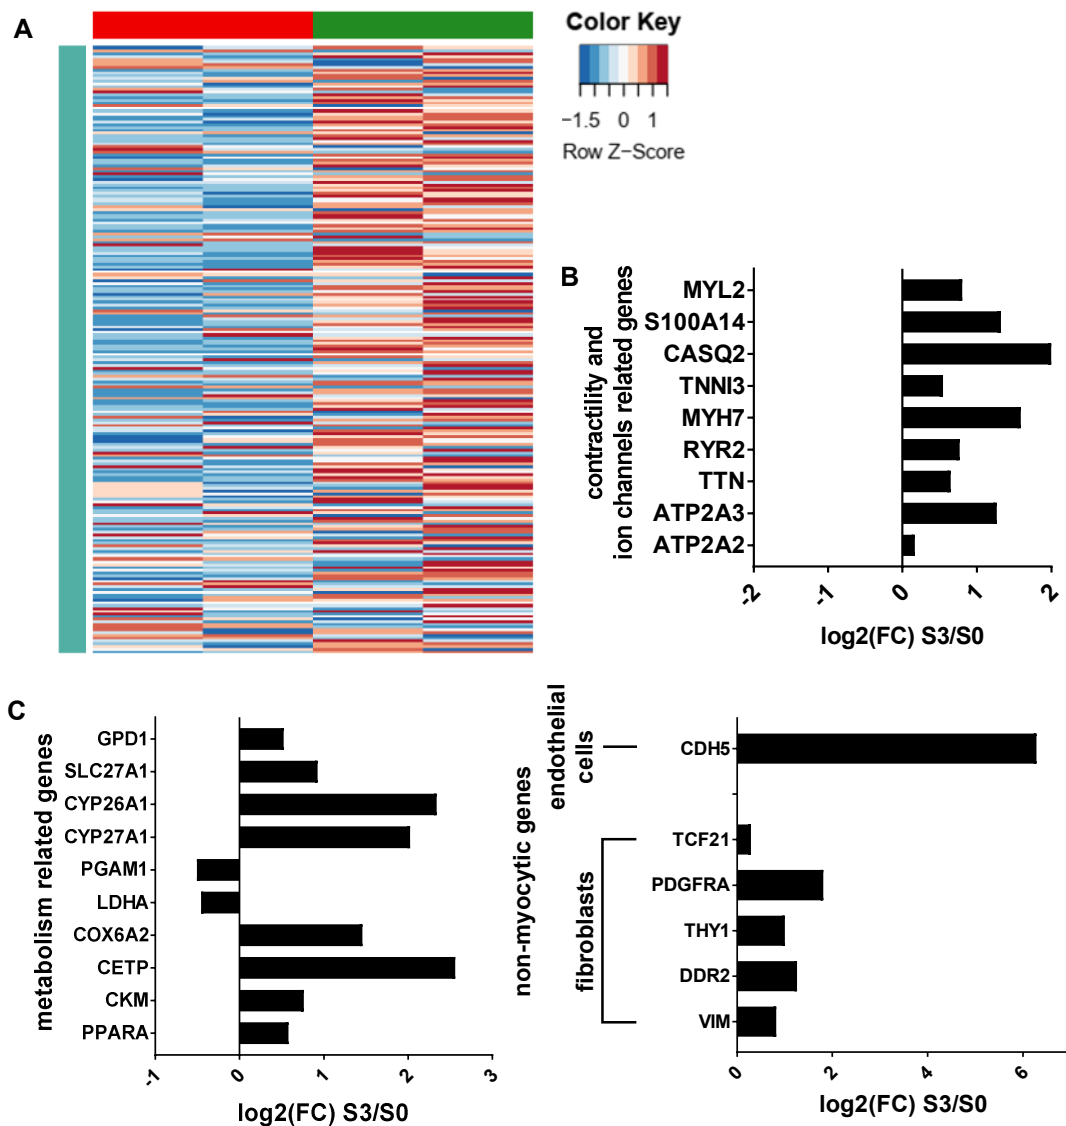 A
Color Key
−1.5 0 1
Row Z-Score
B
contractility and
ion channels related genes
MYL2
S100A14
CASQ2
TNNI3
MYH7
RYR2
TTN
ATP2A3
ATP2A2
-2 -1 0 1 2
log2(FC) S3/S0
C
metabolism related genes
GPD1
SLC27A1
CYP26A1
CYP27A1
PGAM1
LDHA
COX6A2
CETP
CKM
PPARA
-1 0 1 2 3
log2(FC) S3/S0
non-myocytic genes
endothelial
cells
fibroblasts
CDH5
TCF21
PDGFRA
THY1
DDR2
VIM
0 2 4 6
log2(FC) S3/S0